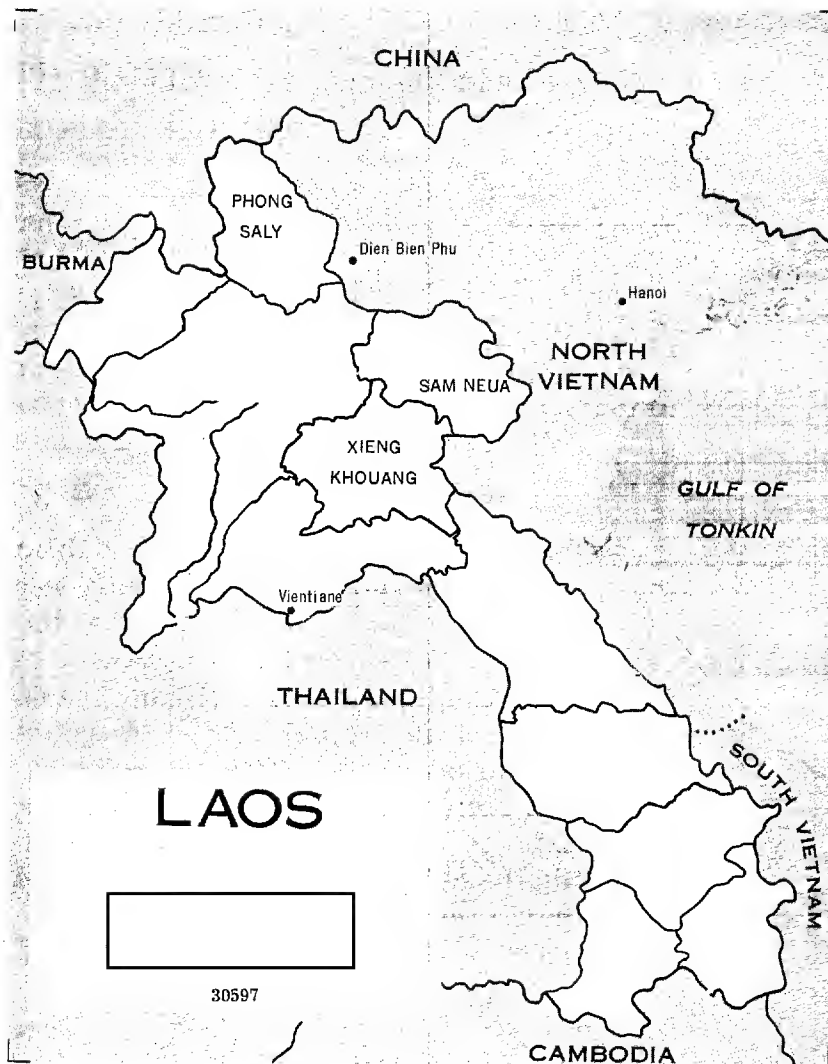 CHINA
PHONG
SALY
Dien Bien Phu
BURMA
Hanoi
NORTH
VIETNAM
SAM NEUA
XIENG
KHOUANG
GULF OF
TONKIN
Vientiane
THAILAND
SOUTH VIETNAM
LAOS
30597
CAMBODIA